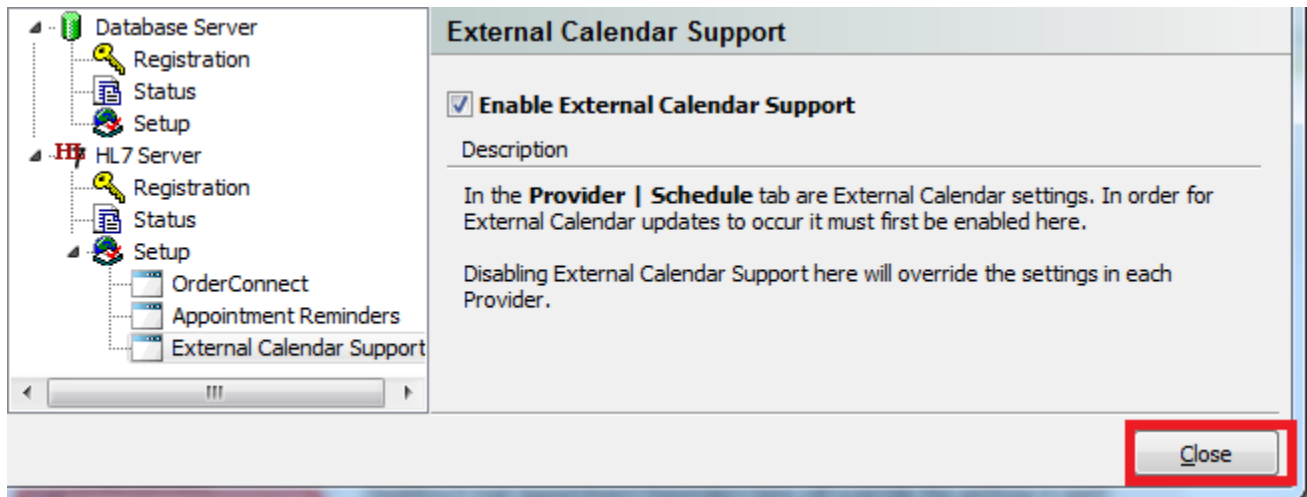 Database Server
Registration
Status
Setup
HL7 HL7 Server
Registration
Status
Setup
OrderConnect
Appointment Reminders
External Calendar Support
External Calendar Support
Enable External Calendar Support
Description
In the Provider | Schedule tab are External Calendar settings. In order for
External Calendar updates to occur it must first be enabled here.
Disabling External Calendar Support here will override the settings in each
Provider.
Close